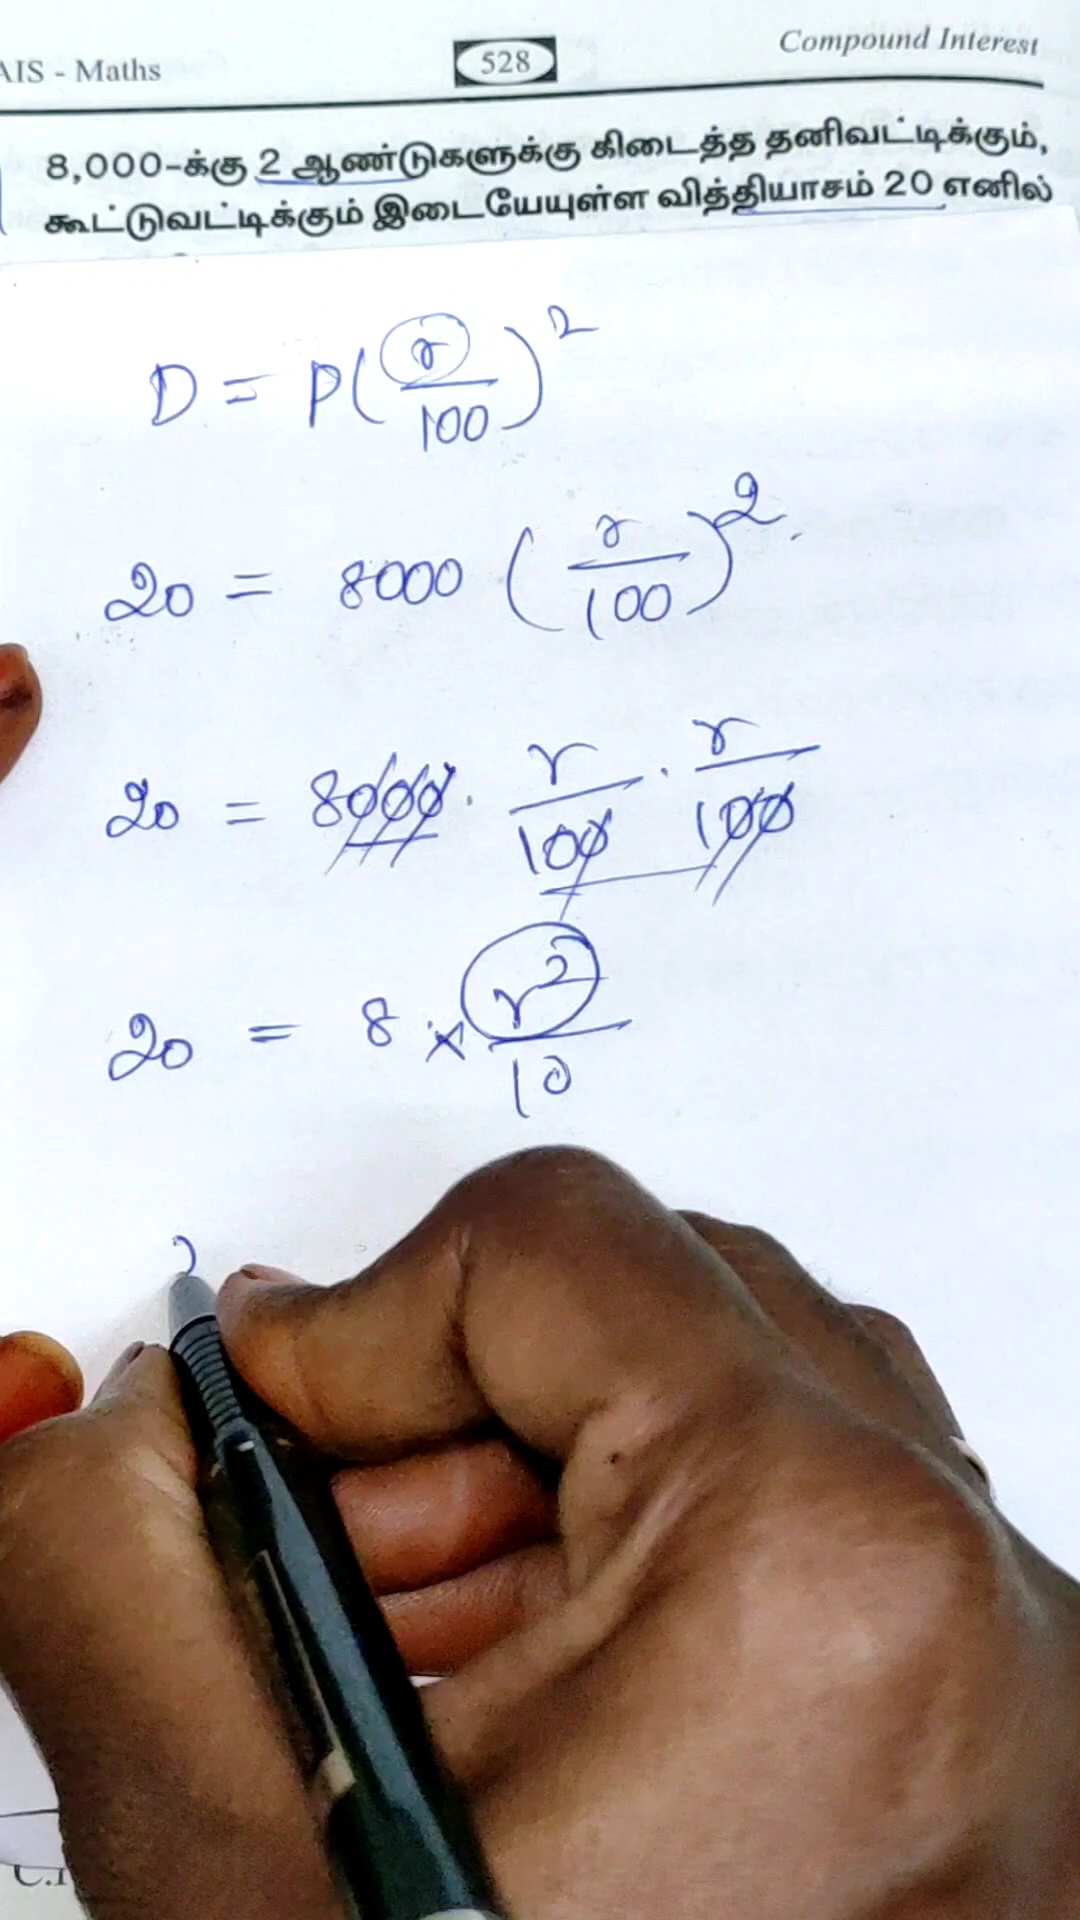 AIS - Maths 528 Compound Interest
8,000-க்கு 2 ஆண்டுகளுக்கு கிடைத்த தனிவட்டிக்கும்,
கூட்டுவட்டிக்கும் இடையேயுள்ள வித்தியாசம் 20 எனில்
D = P(r/100)²
20 = 8000 (r/100)².
20 = 8000 . r/100 . r/100
20 = 8 × r²/10